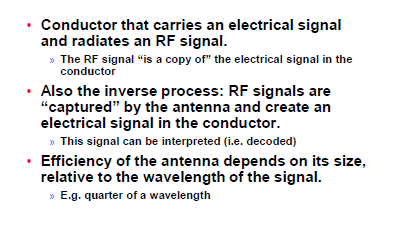 • Conductor that carries an electrical signal
and radiates an RF signal.
» The RF signal “is a copy of” the electrical signal in the
conductor
• Also the inverse process: RF signals are
“captured” by the antenna and create an
electrical signal in the conductor.
» This signal can be interpreted (i.e. decoded)
• Efficiency of the antenna depends on its size,
relative to the wavelength of the signal.
» E.g. quarter of a wavelength